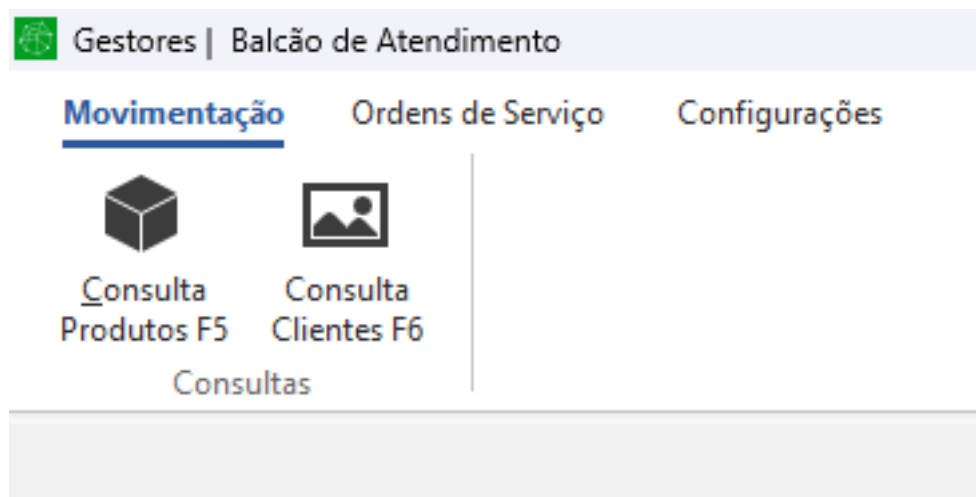 Gestores | Balcão de Atendimento
Movimentação Ordens de Serviço Configurações
Consulta Produtos F5
Consulta Clientes F6
Consultas